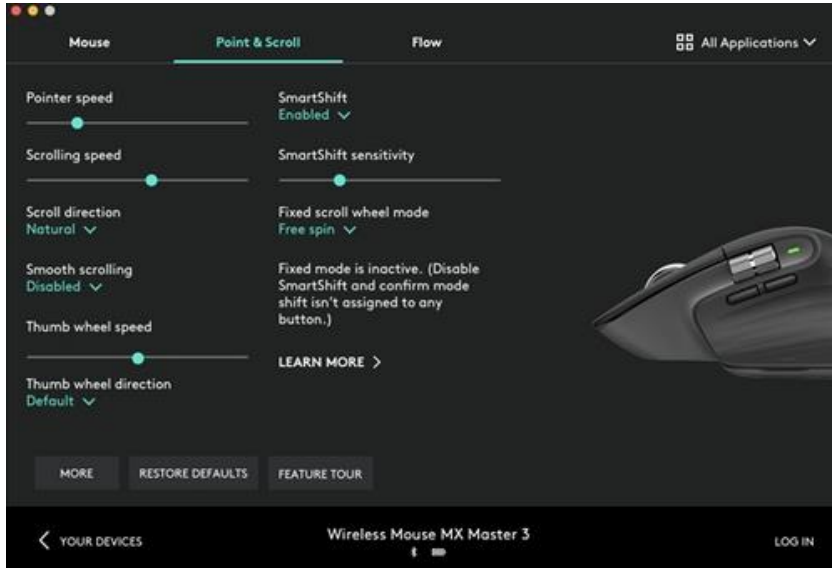 Mouse
Point & Scroll
Flow
All Applications
Pointer speed
Scrolling speed
Scroll direction
Natural
Smooth scrolling
Disabled
Thumb wheel speed
Thumb wheel direction
Default
SmartShift
Enabled
SmartShift sensitivity
Fixed scroll wheel mode
Free spin
Fixed mode is inactive. (Disable
SmartShift and confirm mode
shift isn't assigned to any
button.)
LEARN MORE
MORE
RESTORE DEFAULTS
FEATURE TOUR
YOUR DEVICES
Wireless Mouse MX Master 3
LOG IN